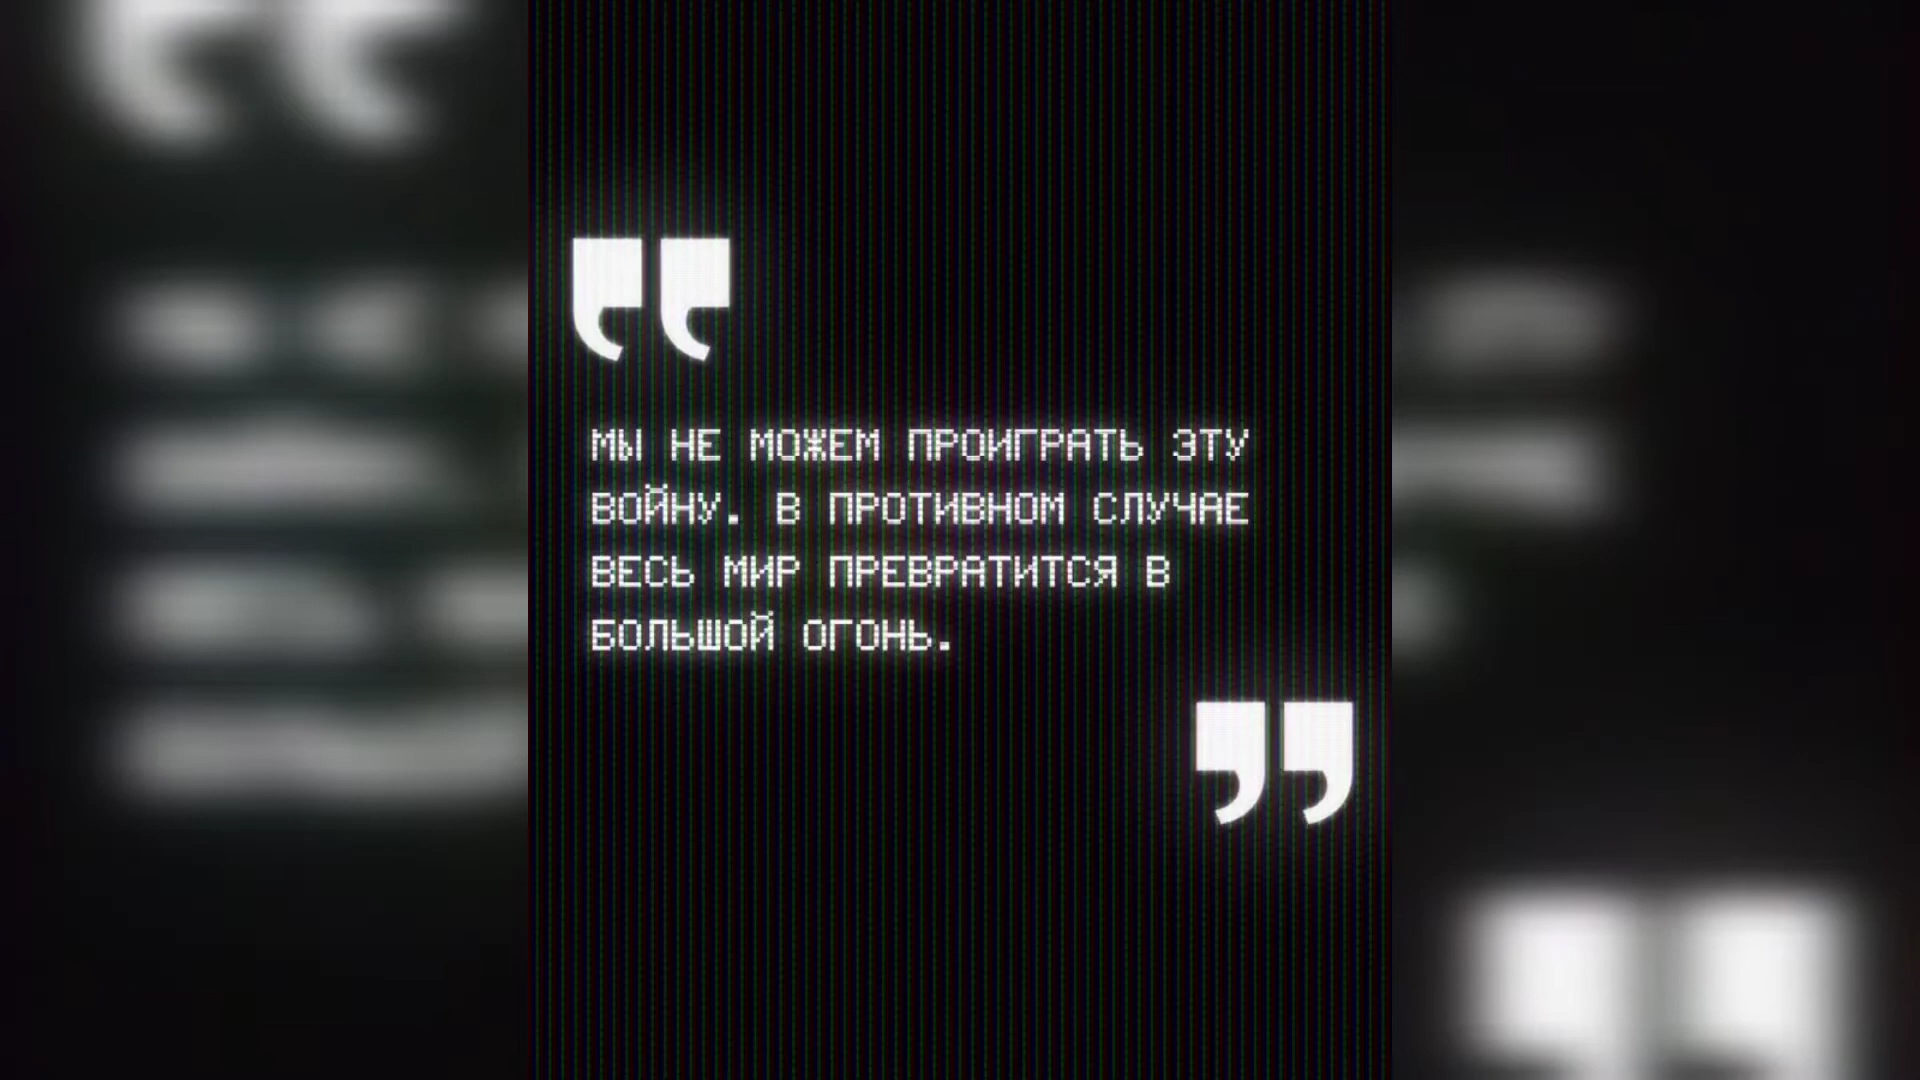 МЫ НЕ МОЖЕМ ПРОИГРАТЬ ЭТУ
ВОЙНУ. В ПРОТИВНОМ СЛУЧАЕ
ВЕСЬ МИР ПРЕВРАТИТСЯ В
БОЛЬШОЙ ОГОНЬ.